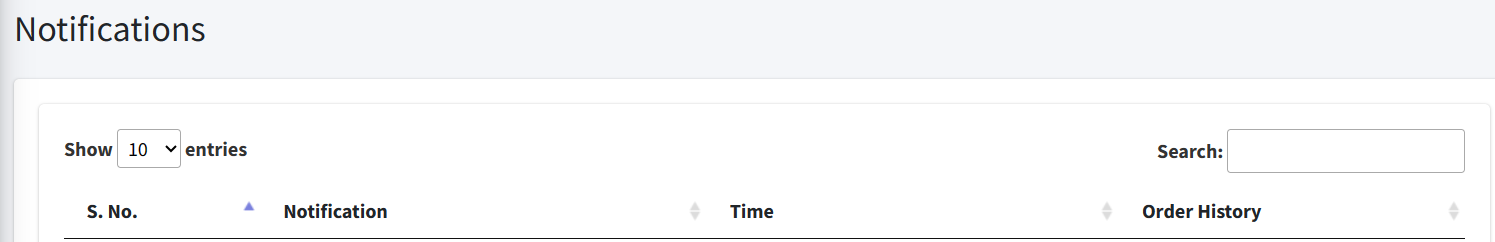 Notifications
Show 10 entries
Search:
S. No. Notification Time Order History